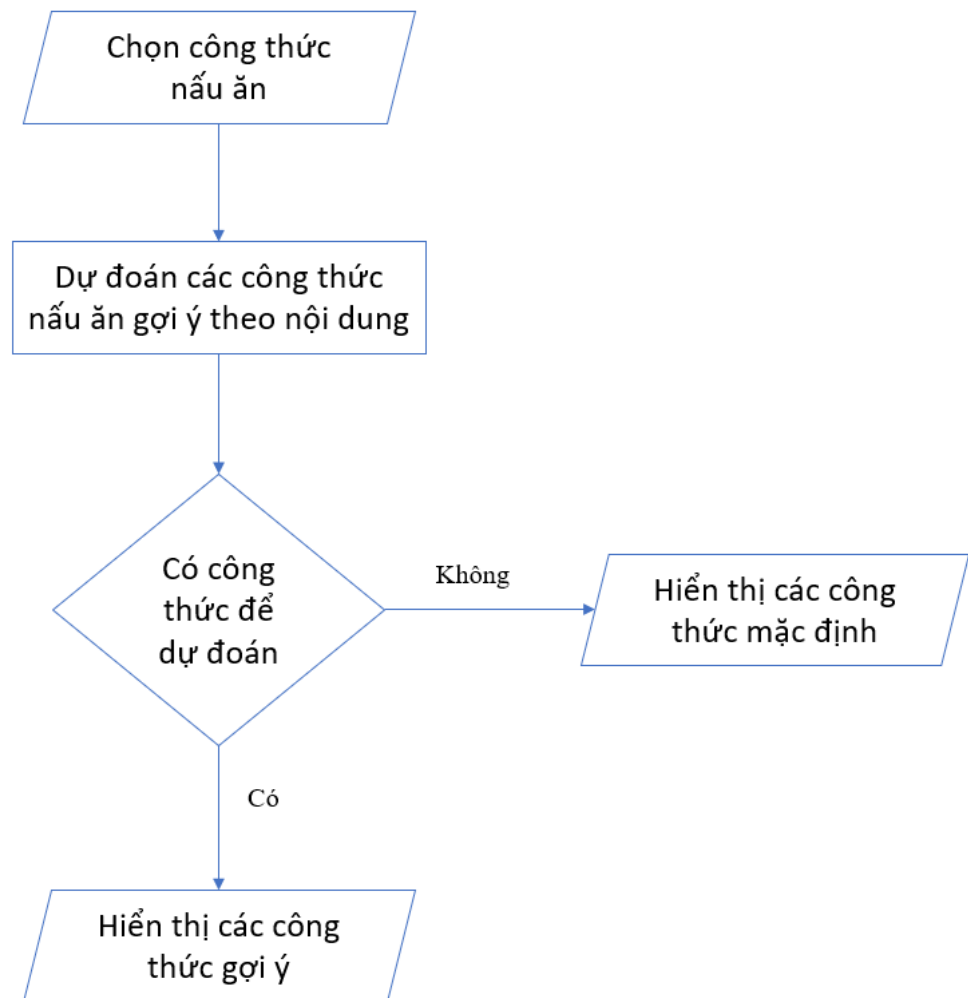 Chọn công thức
nấu ăn
Dự đoán các công thức
nấu ăn gợi ý theo nội dung
Có công
thức để
dự đoán
Không
Hiển thị các công
thức mặc định
Có
Hiển thị các công
thức gợi ý